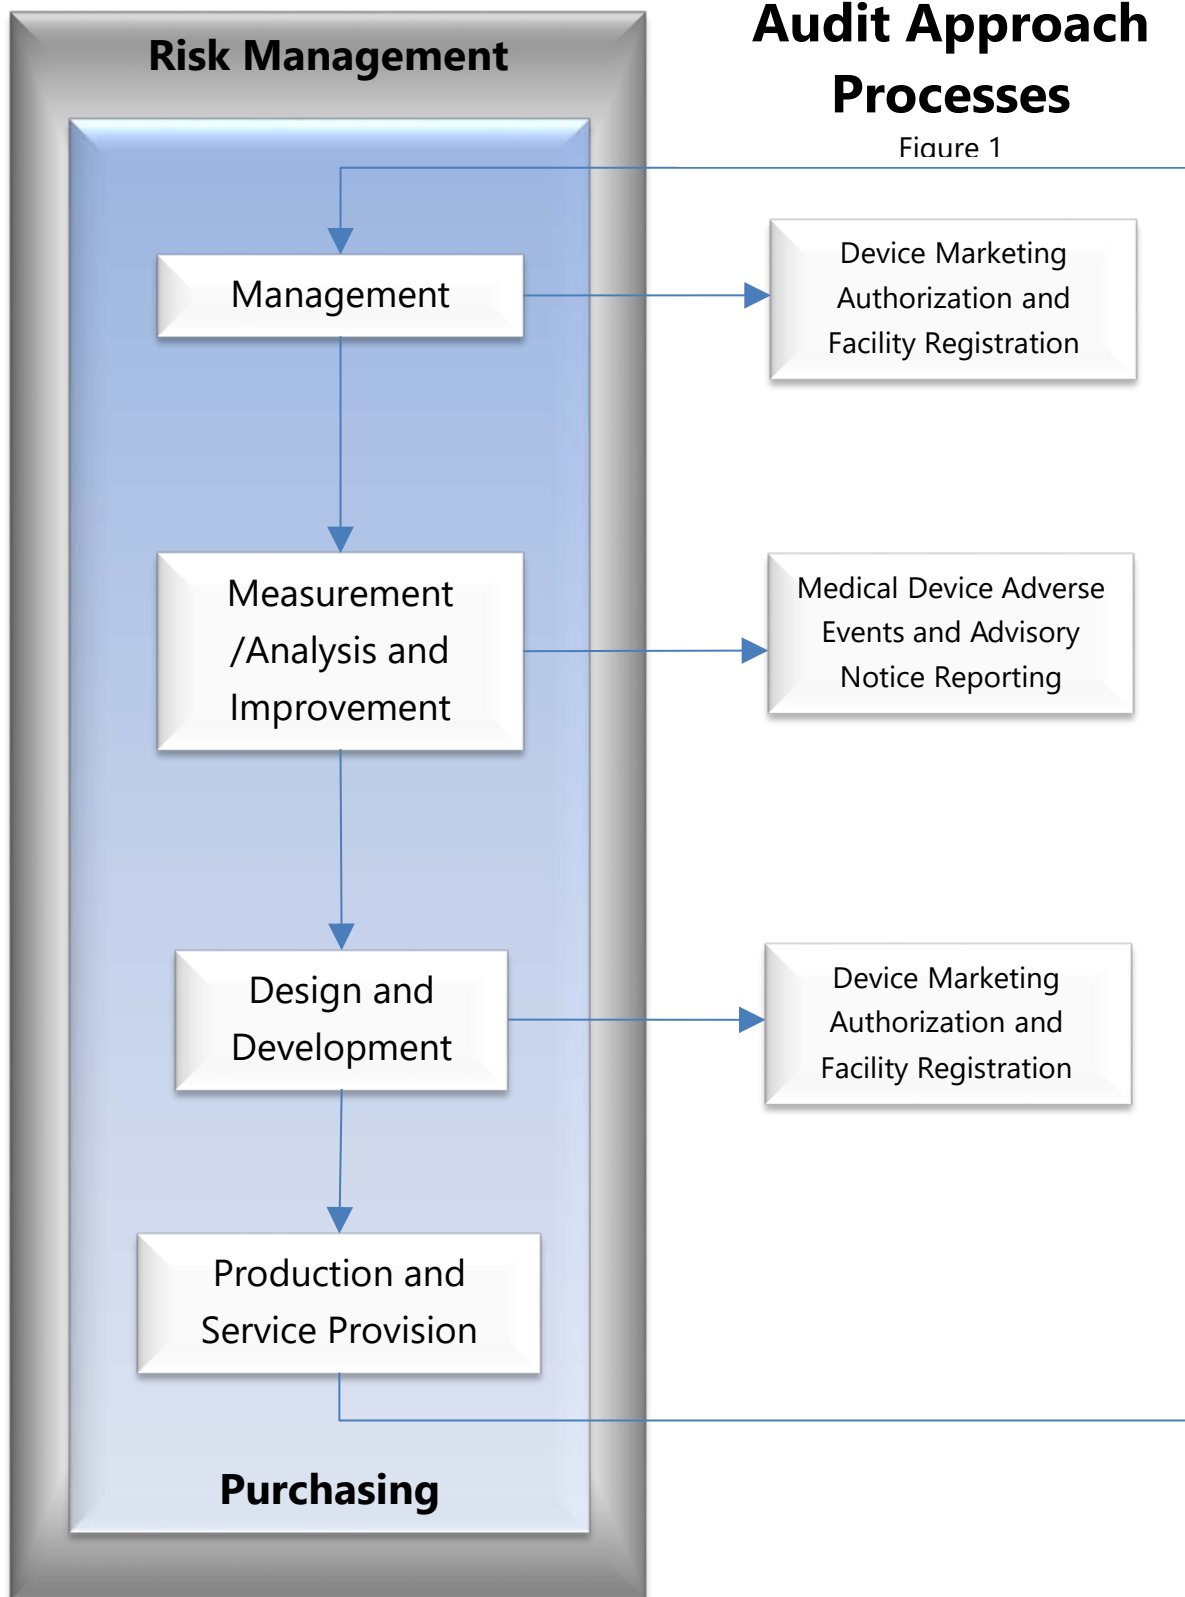 Audit Approach
Processes
Figure 1
Risk Management
Management
Device Marketing
Authorization and
Facility Registration
Measurement
/Analysis and
Improvement
Medical Device Adverse
Events and Advisory
Notice Reporting
Design and
Development
Device Marketing
Authorization and
Facility Registration
Production and
Service Provision
Purchasing